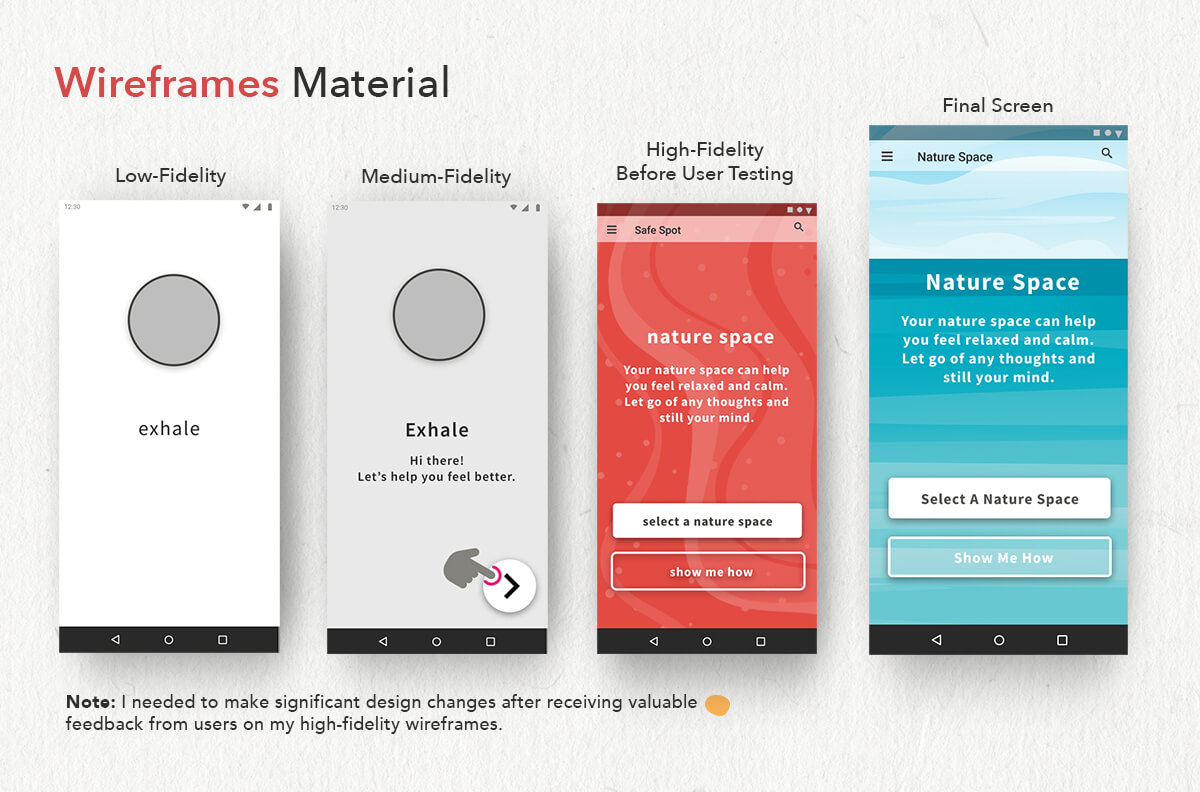 Wireframes Material
Low-Fidelity
12:30
exhale
Medium-Fidelity
12:30
Exhale
Hi there!
Let's help you feel better.
High-Fidelity
Before User Testing
Safe Spot
nature space
Your nature space can help
you feel relaxed and calm.
Let go of any thoughts and
still your mind.
select a nature space
show me how
Final Screen
Nature Space
Nature Space
Your nature space can help
you feel relaxed and calm.
Let go of any thoughts and
still your mind.
Select A Nature Space
Show Me How
Note: I needed to make significant design changes after receiving valuable
feedback from users on my high-fidelity wireframes.